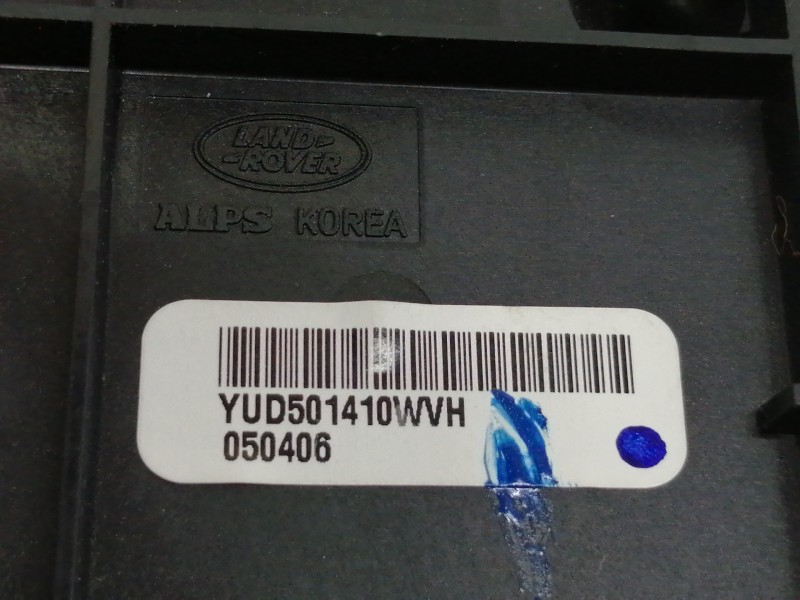 LAND
ROVER
ALPS KOREA
YUD501410WVH
050406